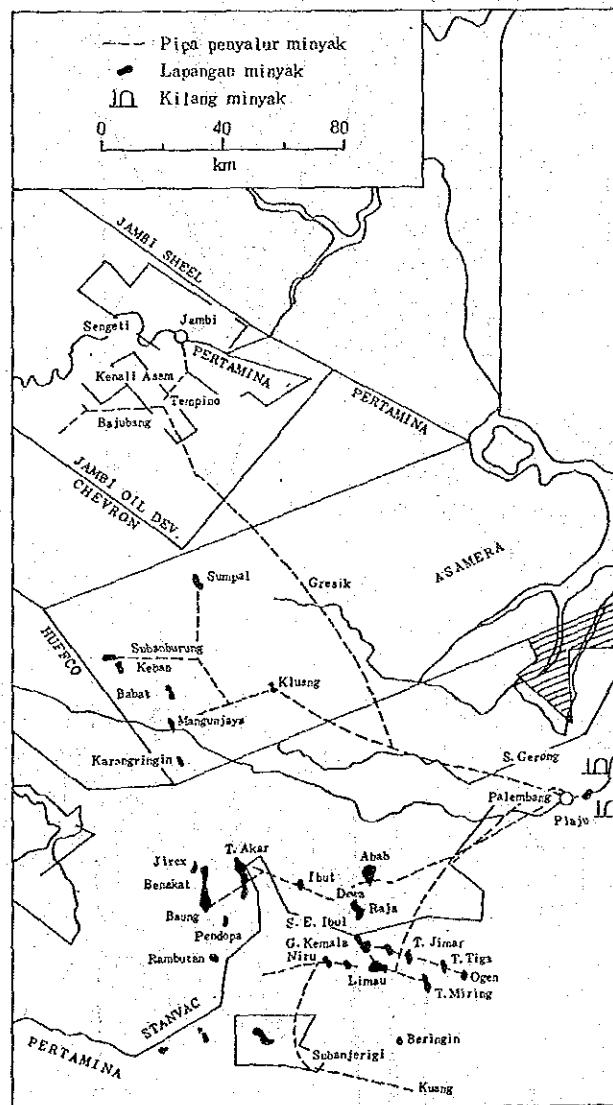 Pipa penyalur minyak
Lapangan minyak
Kilang minyak
0 40 80
km
JAMBI SHEEL
Sengeti
Jambi
PERTAMINA
Kenali Asam
Tempino
PERTAMINA
Bajubang
JAMBI OIL DEV.
CHEVRON
ASAMERA
Sumpal
Gresik
HUFFCO
Subanburung
Keban
Babat
Kluang
Mangunjaya
Karangringin
S. Gerong
Palembang
Plaju
T. Akar
Abab
Jirex
Benakat
Ibut
Dewa
Baung
Raja
Pendopa
S. E. Ibul
G. Kemala
T. Jimar
Rambutan
Niru
T. Tiga
Limau
Ogen
T. Miring
STANVAC
PERTAMINA
Beringin
Subanjerigi
Kuang